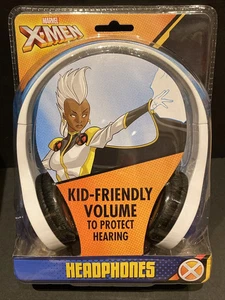 MARVEL
X-MEN
KID-FRIENDLY
VOLUME
TO PROTECT
HEARING
HEADPHONES